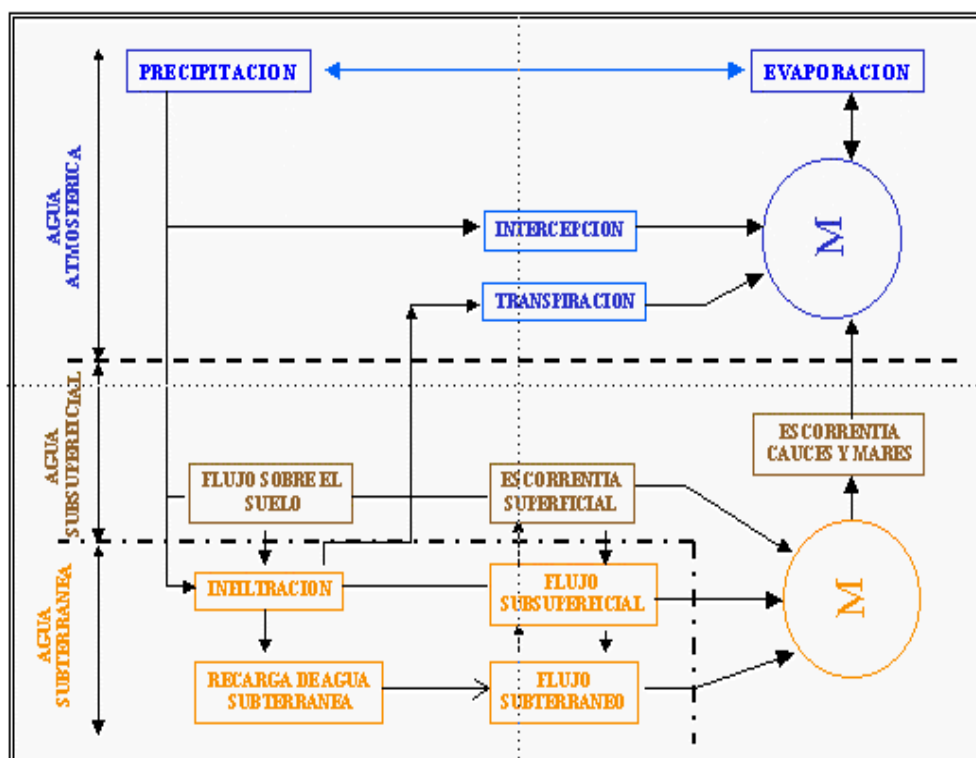 PRECIPITACION
EVAPORACION
AGUA
ATMOSFERICA
INTERCEPCION
M
TRANSPIRACION
AGUA
SUBSUPERFICIAL
ESCORRENTIA
CAUCES Y MARES
FLUJO SOBRE EL
SUELO
ESCORRENTIA
SUPERFICIAL
AGUA
SUBTERRANEA
INFILTRACION
FLUJO
SUBSUPERFICIAL
M
RECARGA DE AGUA
SUBTERRANEA
FLUJO
SUBTERRANEO